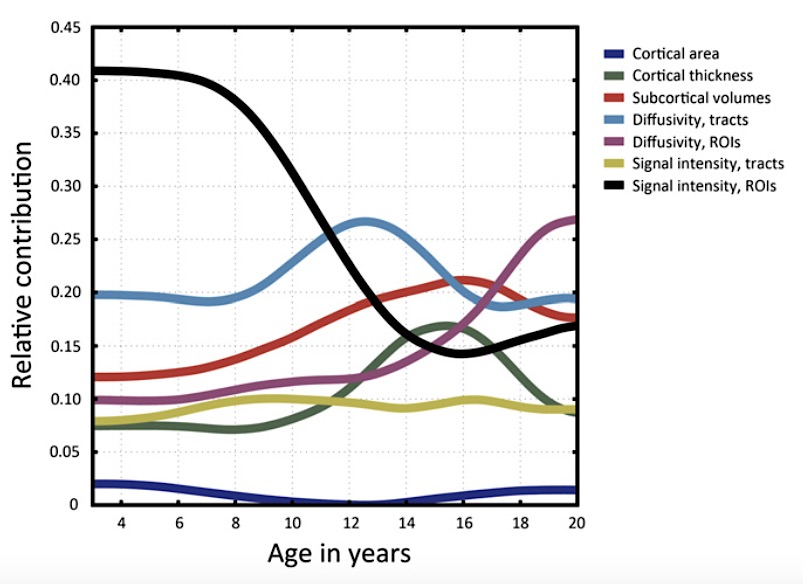 0.45
0.40
0.35
0.30
0.25
0.20
0.15
0.10
0.05
0
Relative contribution
4 6 8 10 12 14 16 18 20
Age in years
Cortical area
Cortical thickness
Subcortical volumes
Diffusivity, tracts
Diffusivity, ROIs
Signal intensity, tracts
Signal intensity, ROIs